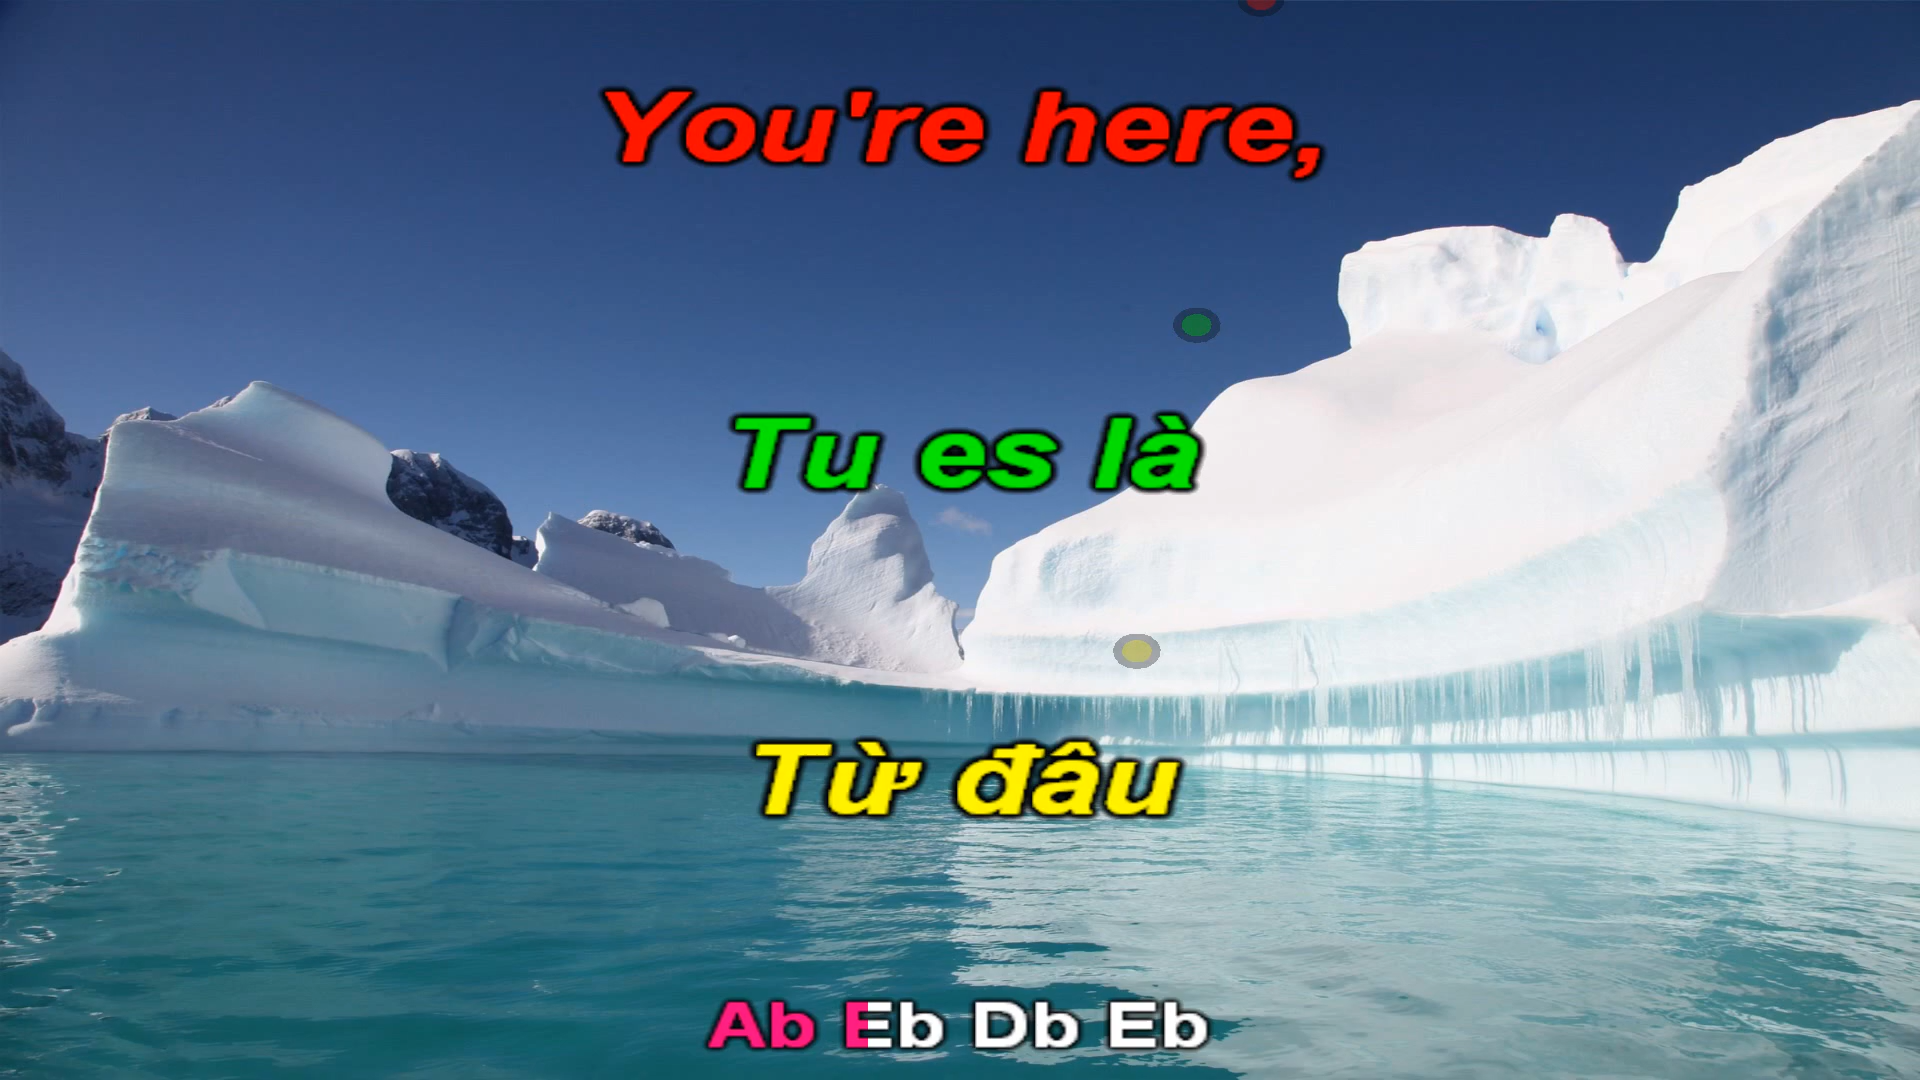 You're here,
Tu es là
Từ đâu
Ab Eb Db Eb